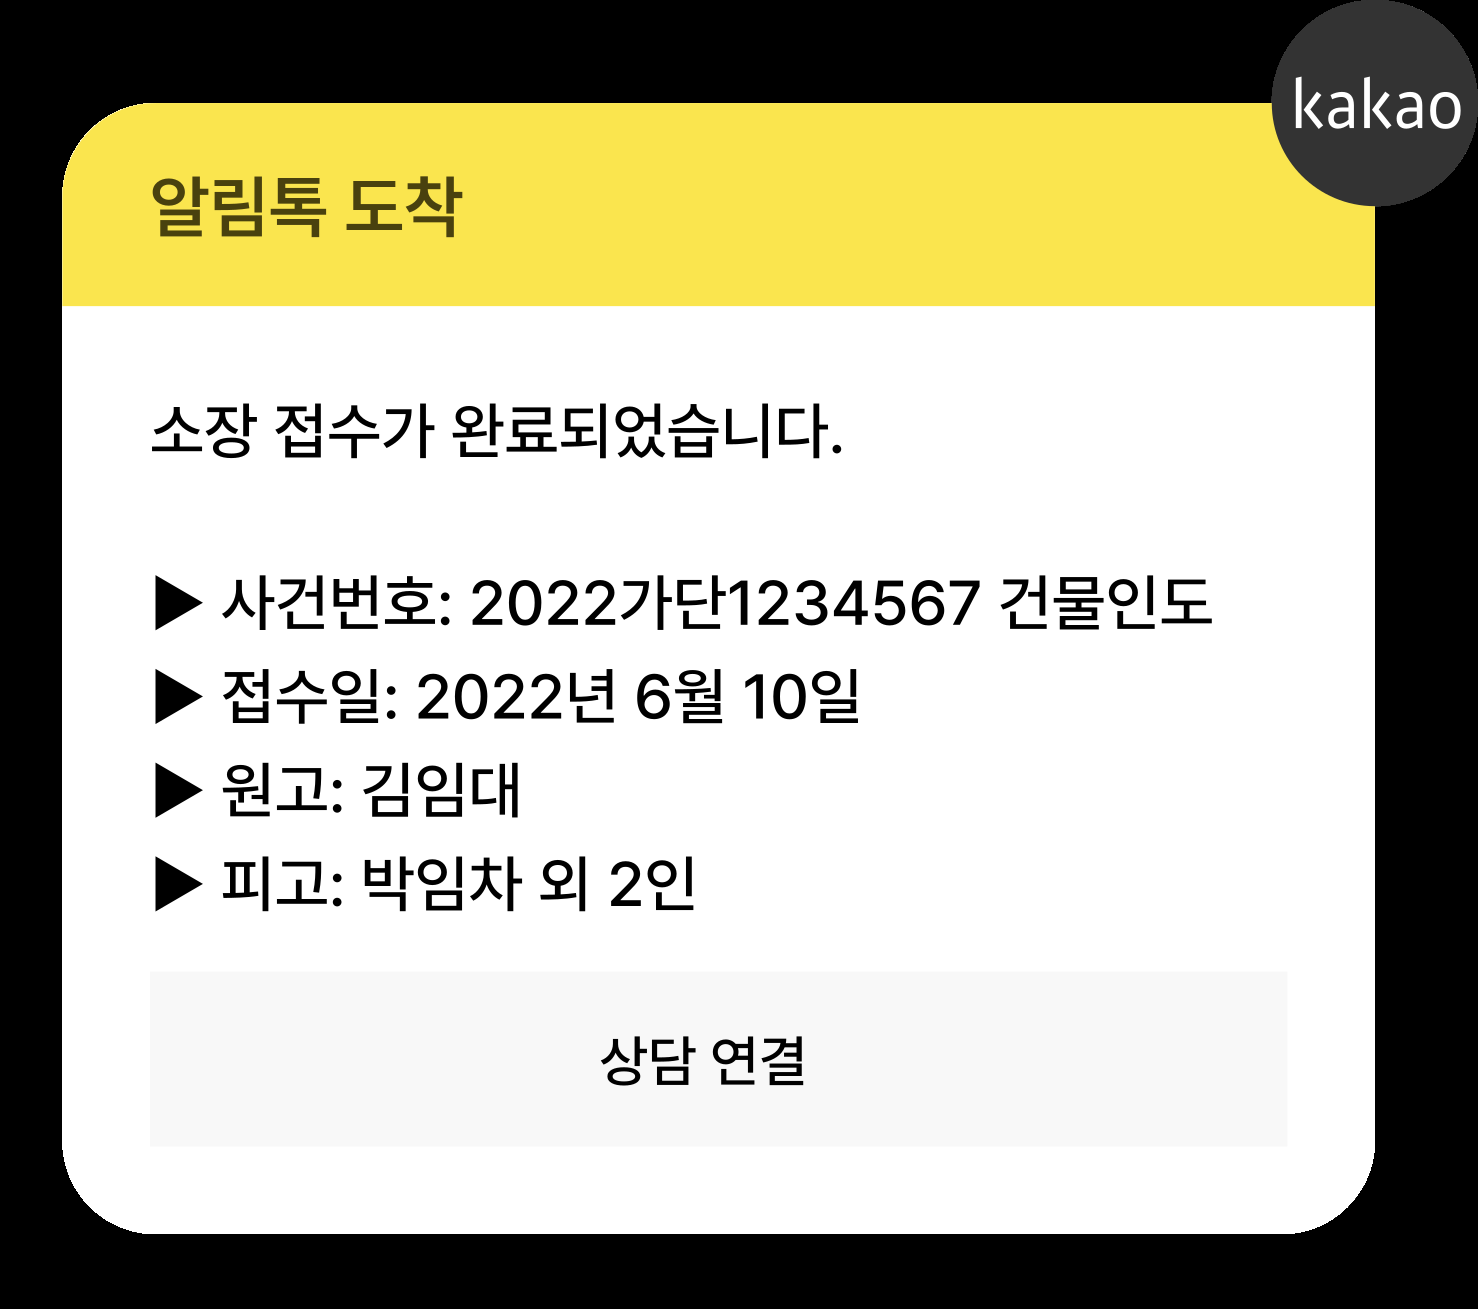 kakao
알림톡 도착
소장 접수가 완료되었습니다.
▶ 사건번호: 2022가단1234567 건물인도
▶ 접수일: 2022년 6월 10일
▶ 원고: 김임대
▶ 피고: 박임차 외 2인
상담 연결